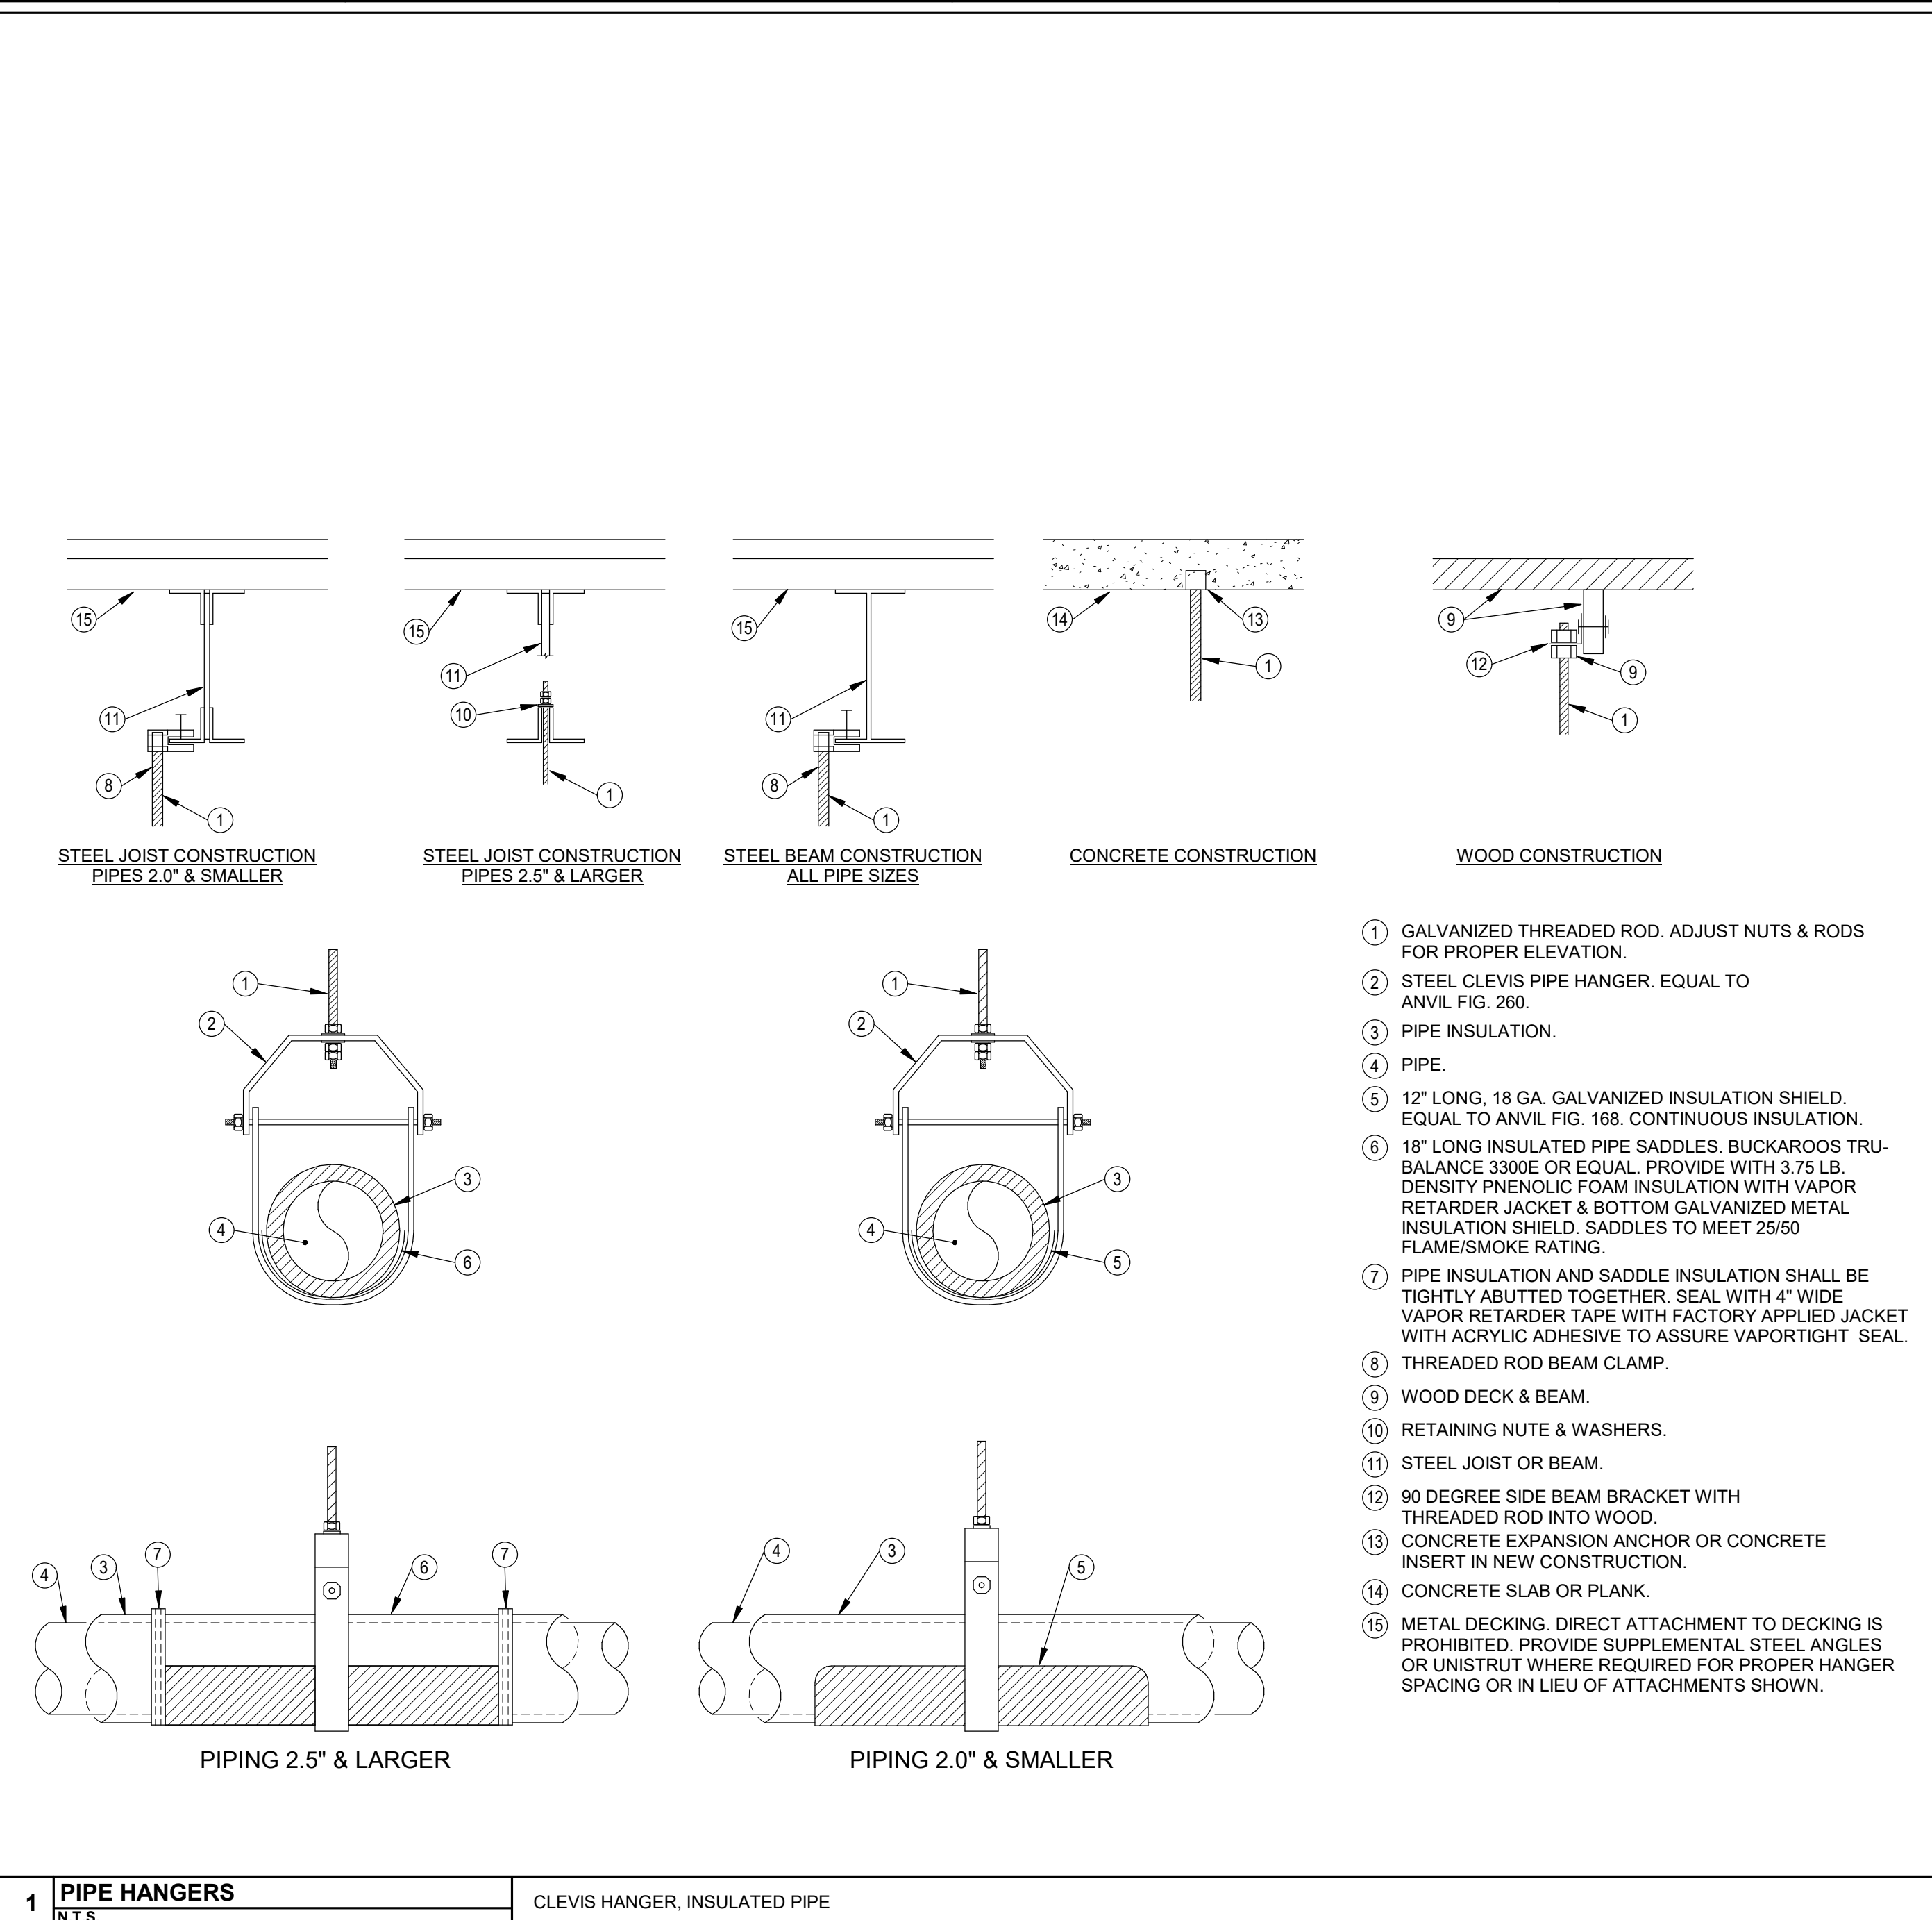 15
11
8
1
STEEL JOIST CONSTRUCTION
PIPES 2.0" & SMALLER
15
11
10
1
STEEL JOIST CONSTRUCTION
PIPES 2.5" & LARGER
15
11
8
1
STEEL BEAM CONSTRUCTION
ALL PIPE SIZES
14
13
1
CONCRETE CONSTRUCTION
9
12
9
1
WOOD CONSTRUCTION
1
2
3
4
6
1
2
3
4
5
4
3
7
6
7
PIPING 2.5" & LARGER
4
3
5
PIPING 2.0" & SMALLER
1 GALVANIZED THREADED ROD. ADJUST NUTS & RODS
FOR PROPER ELEVATION.
2 STEEL CLEVIS PIPE HANGER. EQUAL TO
ANVIL FIG. 260.
3 PIPE INSULATION.
4 PIPE.
5 12" LONG, 18 GA. GALVANIZED INSULATION SHIELD.
EQUAL TO ANVIL FIG. 168. CONTINUOUS INSULATION.
6 18" LONG INSULATED PIPE SADDLES. BUCKAROOS TRU-
BALANCE 3300E OR EQUAL. PROVIDE WITH 3.75 LB.
DENSITY PNENOLIC FOAM INSULATION WITH VAPOR
RETARDER JACKET & BOTTOM GALVANIZED METAL
INSULATION SHIELD. SADDLES TO MEET 25/50
FLAME/SMOKE RATING.
7 PIPE INSULATION AND SADDLE INSULATION SHALL BE
TIGHTLY ABUTTED TOGETHER. SEAL WITH 4" WIDE
VAPOR RETARDER TAPE WITH FACTORY APPLIED JACKET
WITH ACRYLIC ADHESIVE TO ASSURE VAPORTIGHT SEAL.
8 THREADED ROD BEAM CLAMP.
9 WOOD DECK & BEAM.
10 RETAINING NUTE & WASHERS.
11 STEEL JOIST OR BEAM.
12 90 DEGREE SIDE BEAM BRACKET WITH
THREADED ROD INTO WOOD.
13 CONCRETE EXPANSION ANCHOR OR CONCRETE
INSERT IN NEW CONSTRUCTION.
14 CONCRETE SLAB OR PLANK.
15 METAL DECKING. DIRECT ATTACHMENT TO DECKING IS
PROHIBITED. PROVIDE SUPPLEMENTAL STEEL ANGLES
OR UNISTRUT WHERE REQUIRED FOR PROPER HANGER
SPACING OR IN LIEU OF ATTACHMENTS SHOWN.
1 PIPE HANGERS
N.T.S.
CLEVIS HANGER, INSULATED PIPE